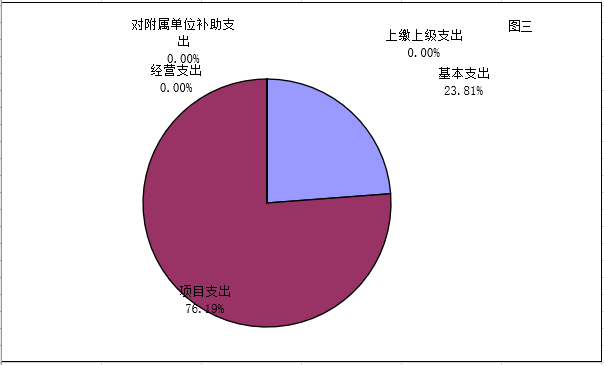 对附属单位补助支
出
0.00%
经营支出
0.00%
上缴上级支出
0.00%
图三
基本支出
23.81%
项目支出
76.19%